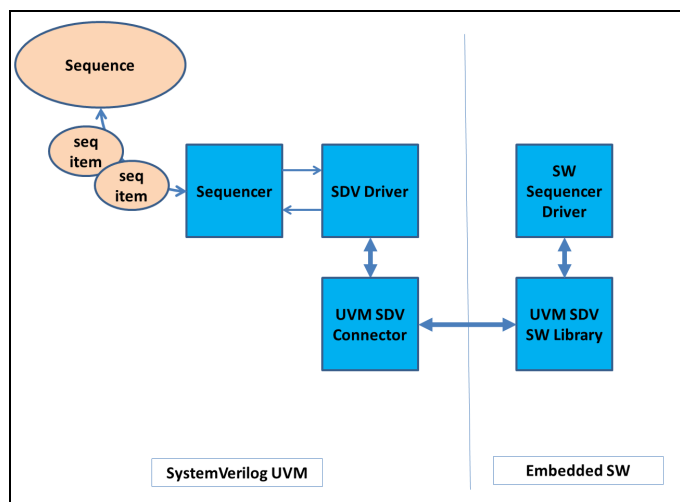 Sequence
seq
item
seq
item
Sequencer
SDV Driver
SW
Sequencer
Driver
UVM SDV
Connector
UVM SDV
SW Library
SystemVerilog UVM
Embedded SW